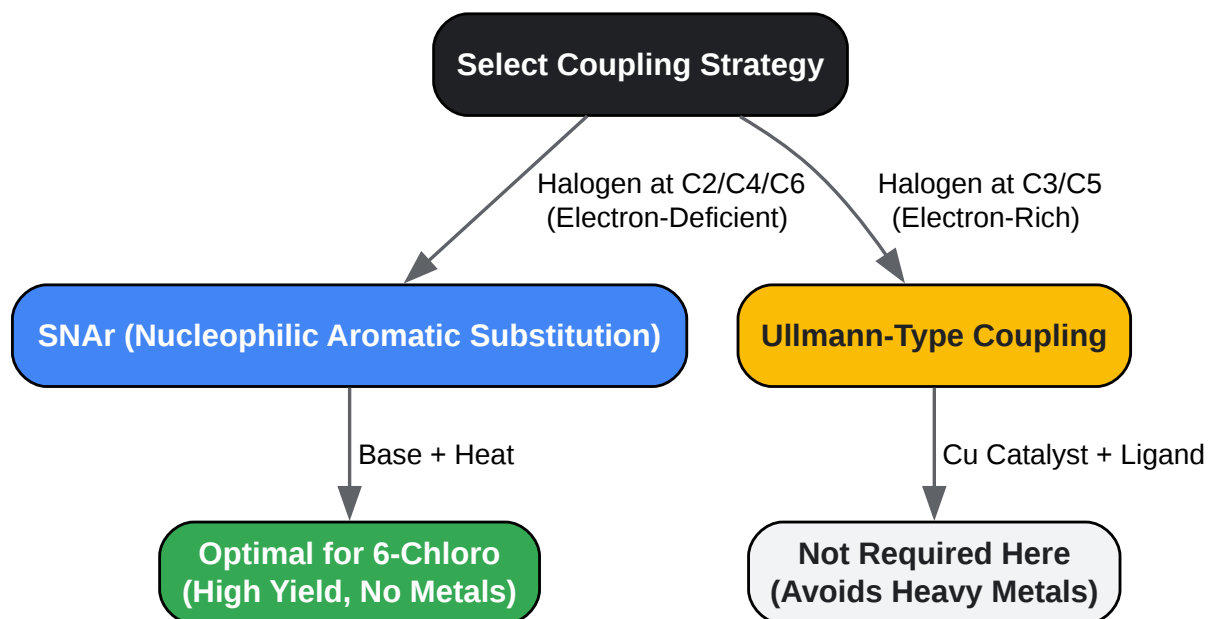 Select Coupling Strategy
Halogen at C2/C4/C6
(Electron-Deficient)
Halogen at C3/C5
(Electron-Rich)
SNAr (Nucleophilic Aromatic Substitution)
Ullmann-Type Coupling
Base + Heat
Cu Catalyst + Ligand
Optimal for 6-Chloro
(High Yield, No Metals)
Not Required Here
(Avoids Heavy Metals)